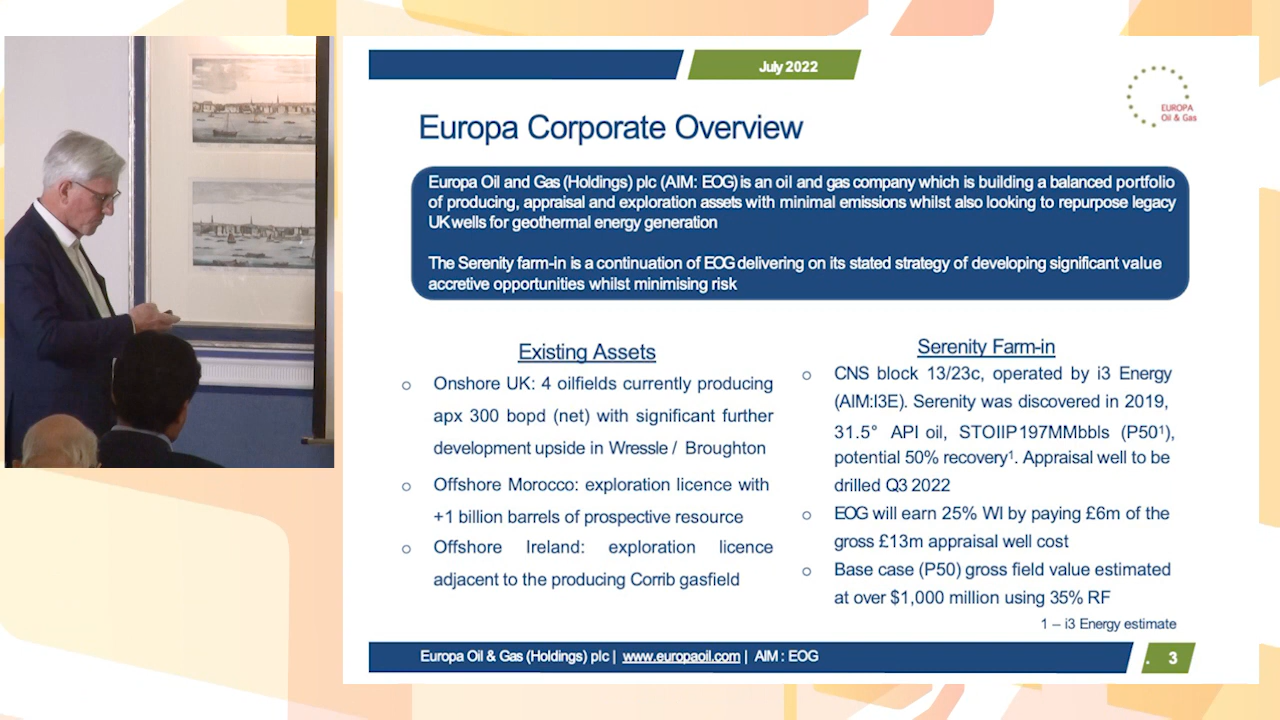 July 2022
EUROPA
Oil & Gas
Europa Corporate Overview
Europa Oil and Gas (Holdings) plc (AIM: EOG) is an oil and gas company which is building a balanced portfolio
of producing, appraisal and exploration assets with minimal emissions whilst also looking to repurpose legacy
UK wells for geothermal energy generation
The Serenity farm-in is a continuation of EOG delivering on its stated strategy of developing significant value
accretive opportunities whilst minimising risk
Existing Assets
o Onshore UK: 4 oilfields currently producing
apx 300 bopd (net) with significant further
development upside in Wressle / Broughton
o Offshore Morocco: exploration licence with
+1 billion barrels of prospective resource
o Offshore Ireland: exploration licence
adjacent to the producing Corrib gasfield
Serenity Farm-in
o CNS block 13/23c, operated by i3 Energy
(AIM:I3E). Serenity was discovered in 2019,
31.5° API oil, STOIIP197MMbbls (P50¹),
potential 50% recovery¹. Appraisal well to be
drilled Q3 2022
o EOG will earn 25% WI by paying £6m of the
gross £13m appraisal well cost
o Base case (P50) gross field value estimated
at over $1,000 million using 35% RF
1 – i3 Energy estimate
Europa Oil & Gas (Holdings) plc | www.europaoil.com | AIM : EOG
. 3